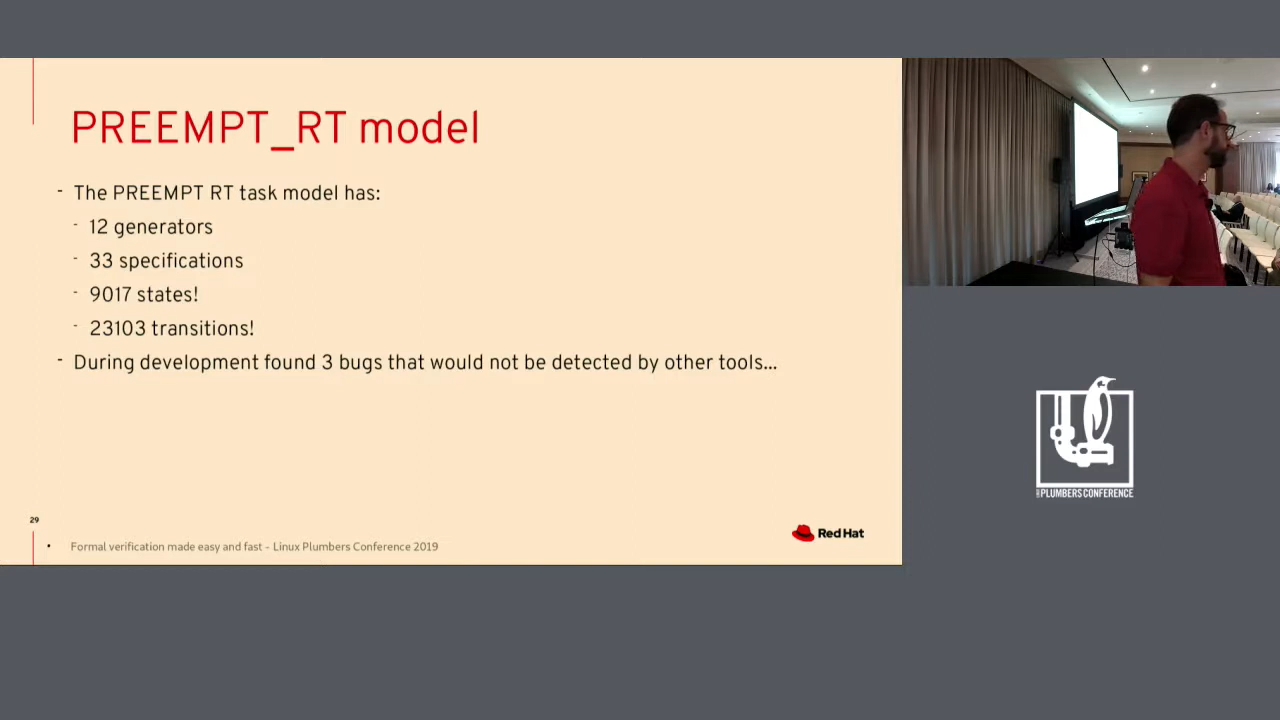 PREEMPT_RT model
- The PREEMPT RT task model has:
- 12 generators
- 33 specifications
- 9017 states!
- 23103 transitions!
- During development found 3 bugs that would not be detected by other tools...
29
• Formal verification made easy and fast - Linux Plumbers Conference 2019
Red Hat
PLUMBERS CONFERENCE